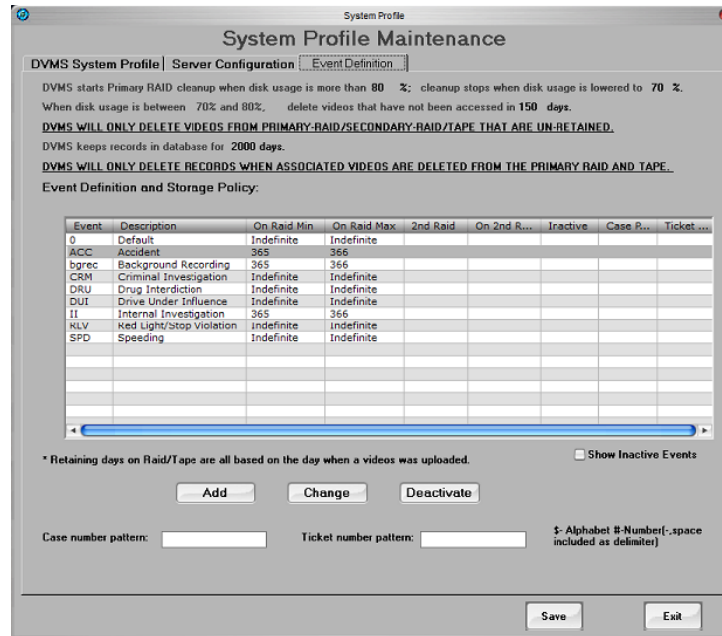 System Profile
System Profile Maintenance
DVMS System Profile Server Configuration Event Definition
DVMS starts Primary RAID cleanup when disk usage is more than 80 %; cleanup stops when disk usage is lowered to 70 %.
When disk usage is between 70% and 80%, delete videos that have not been accessed in 150 days.
DVMS WILL ONLY DELETE VIDEOS FROM PRIMARY-RAID/SECONDARY-RAID/TAPE THAT ARE UN-RETAINED.
DVMS keeps records in database for 2000 days.
DVMS WILL ONLY DELETE RECORDS WHEN ASSOCIATED VIDEOS ARE DELETED FROM THE PRIMARY RAID AND TAPE.
Event Definition and Storage Policy:
Event Description On Raid Min On Raid Max 2nd Raid On 2nd R... Inactive Case P... Ticket ...
0 Default Indefinite Indefinite
ACC Accident 365 366
bgrec Background Recording 365 366
CRM Criminal Investigation Indefinite Indefinite
DRU Drug Interdiction Indefinite Indefinite
DUI Drive Under Influence Indefinite Indefinite
II Internal Investigation 365 366
RLV Red Light/Stop Violation Indefinite Indefinite
SPD Speeding Indefinite Indefinite
* Retaining days on Raid/Tape are all based on the day when a videos was uploaded.
Show Inactive Events
Add Change Deactivate
Case number pattern: Ticket number pattern:
$- Alphabet #-Number(-,space
included as delimiter)
Save Exit